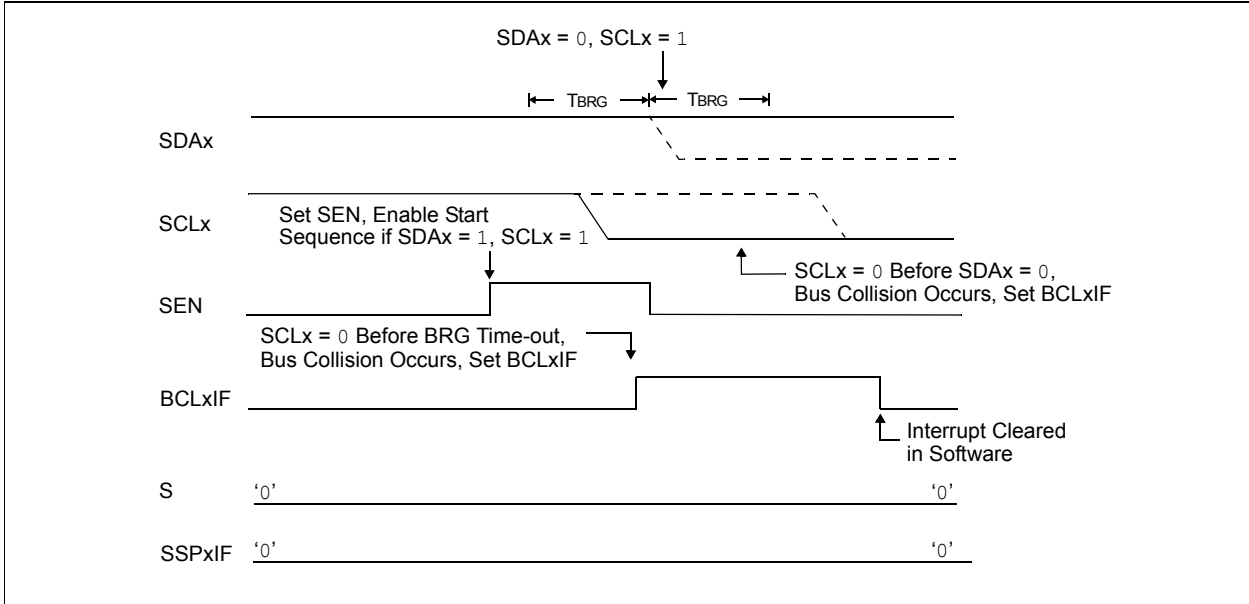 SDAx = 0, SCLx = 1
TBRG TBRG
SDAx
SCLx
Set SEN, Enable Start
Sequence if SDAx = 1, SCLx = 1
SCLx = 0 Before SDAx = 0,
Bus Collision Occurs, Set BCLxIF
SEN
SCLx = 0 Before BRG Time-out,
Bus Collision Occurs, Set BCLxIF
BCLxIF
Interrupt Cleared
in Software
S ‘0’ ‘0’
SSPxIF ‘0’ ‘0’